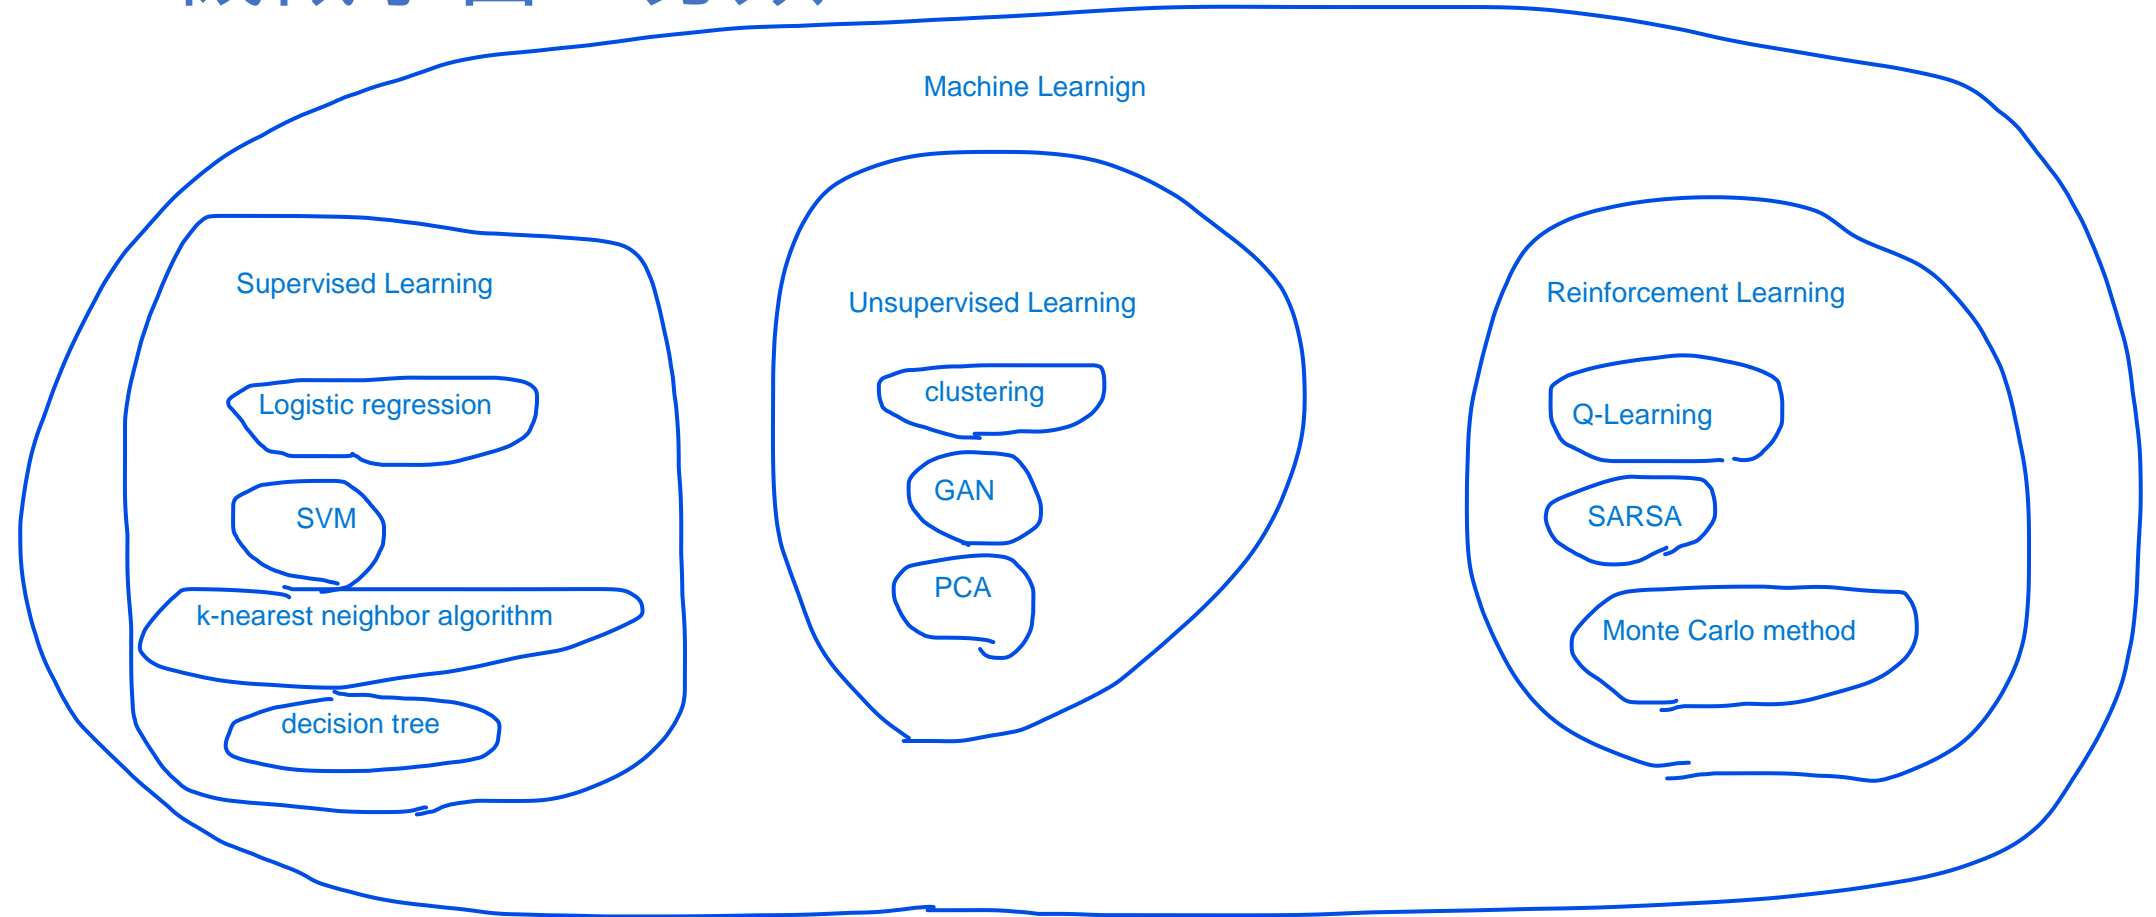 Machine Learnign
Supervised Learning
Logistic regression
SVM
k-nearest neighbor algorithm
decision tree
Unsupervised Learning
clustering
GAN
PCA
Reinforcement Learning
Q-Learning
SARSA
Monte Carlo method